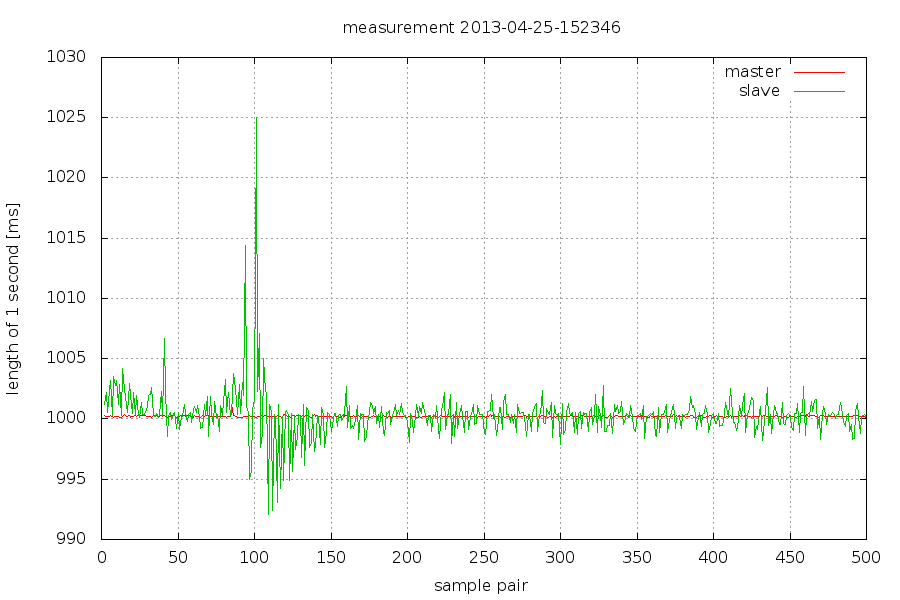 measurement 2013-04-25-152346
master
slave
1030
1025
1020
1015
1010
1005
1000
995
990
length of 1 second [ms]
0 50 100 150 200 250 300 350 400 450 500
sample pair